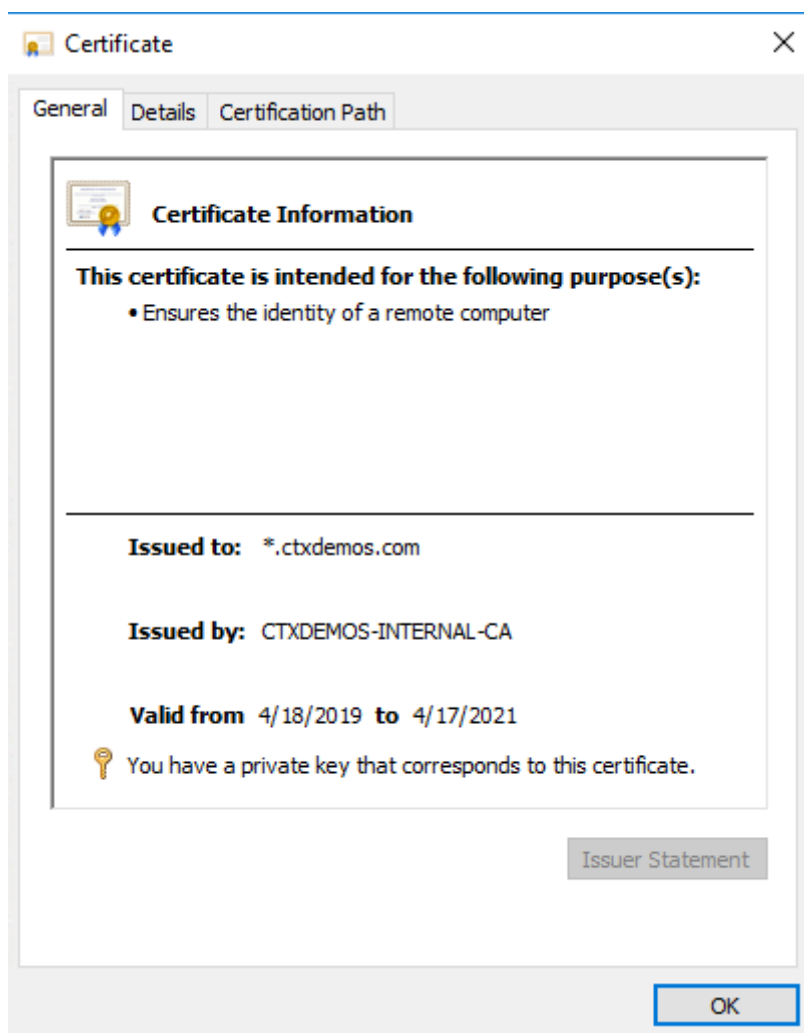 Certificate
General Details Certification Path
Certificate Information
This certificate is intended for the following purpose(s):
• Ensures the identity of a remote computer
Issued to: *.ctxdemos.com
Issued by: CTXDEMOS-INTERNAL-CA
Valid from 4/18/2019 to 4/17/2021
You have a private key that corresponds to this certificate.
Issuer Statement
OK